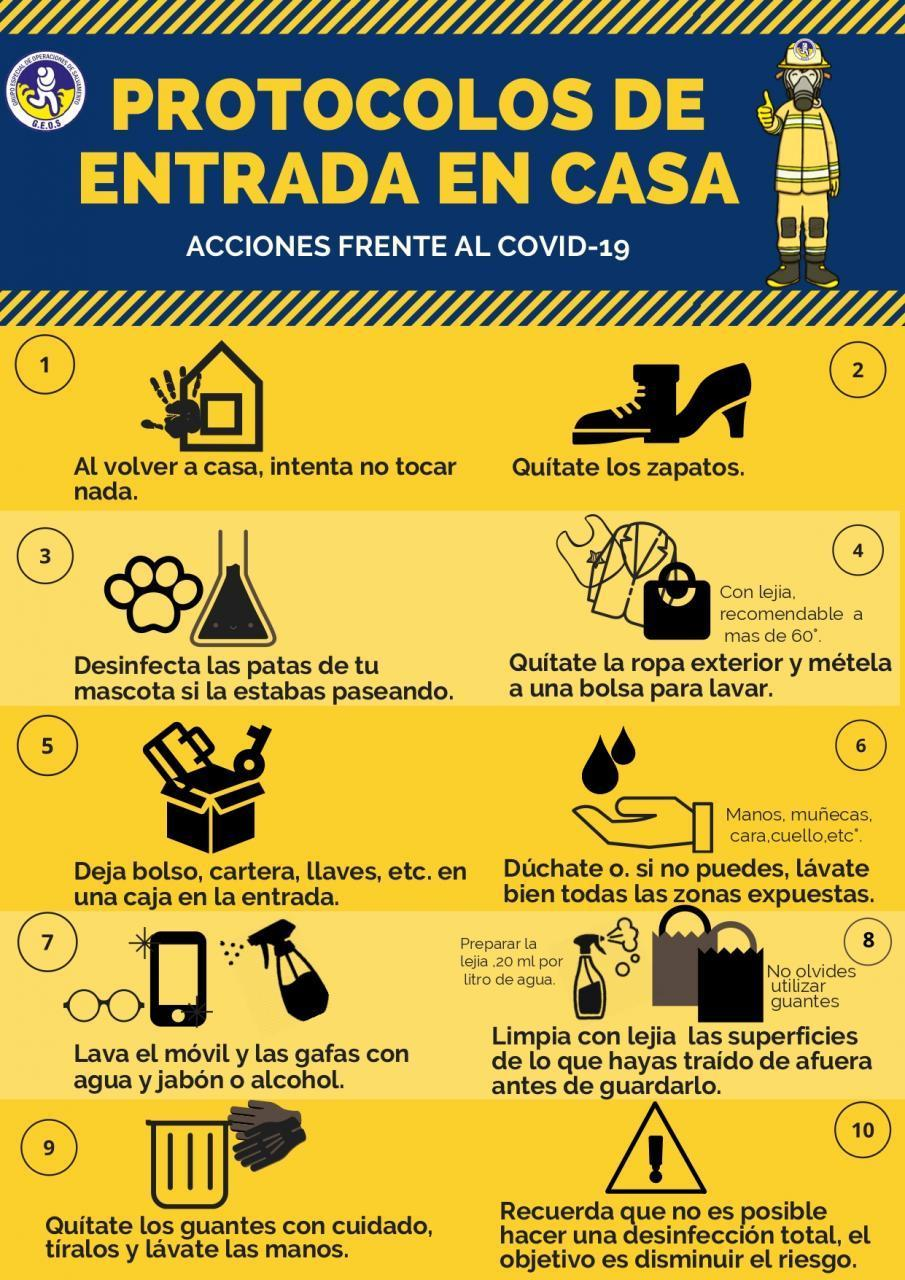 GRUPO ESPECIAL DE OPERACIONES DE SALVAMENTO
G.E.O.S
PROTOCOLOS DE
ENTRADA EN CASA
ACCIONES FRENTE AL COVID-19
1
Al volver a casa, intenta no tocar
nada.
2
Quítate los zapatos.
3
Desinfecta las patas de tu
mascota si la estabas paseando.
4
Con lejia,
recomendable a
mas de 60°.
Quítate la ropa exterior y métela
a una bolsa para lavar.
5
Deja bolso, cartera, llaves, etc. en
una caja en la entrada.
6
Manos, muñecas,
cara,cuello,etc°.
Dúchate o. si no puedes, lávate
bien todas las zonas expuestas.
7
Lava el móvil y las gafas con
agua y jabón o alcohol.
8
Preparar la
lejia ,20 ml por
litro de agua.
No olvides
utilizar
guantes
Limpia con lejia las superficies
de lo que hayas traído de afuera
antes de guardarlo.
9
Quítate los guantes con cuidado,
tíralos y lávate las manos.
10
Recuerda que no es posible
hacer una desinfección total, el
objetivo es disminuir el riesgo.